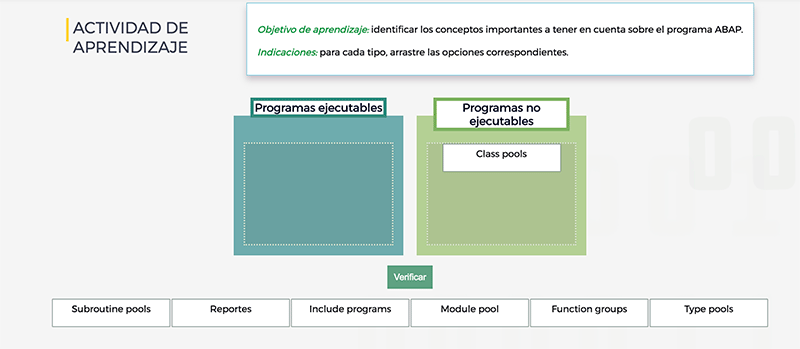 ACTIVIDAD DE
APRENDIZAJE
Objetivo de aprendizaje: identificar los conceptos importantes a tener en cuenta sobre el programa ABAP.
Indicaciones: para cada tipo, arrastre las opciones correspondientes.
Programas ejecutables
Programas no
ejecutables
Class pools
Verificar
Subroutine pools
Reportes
Include programs
Module pool
Function groups
Type pools